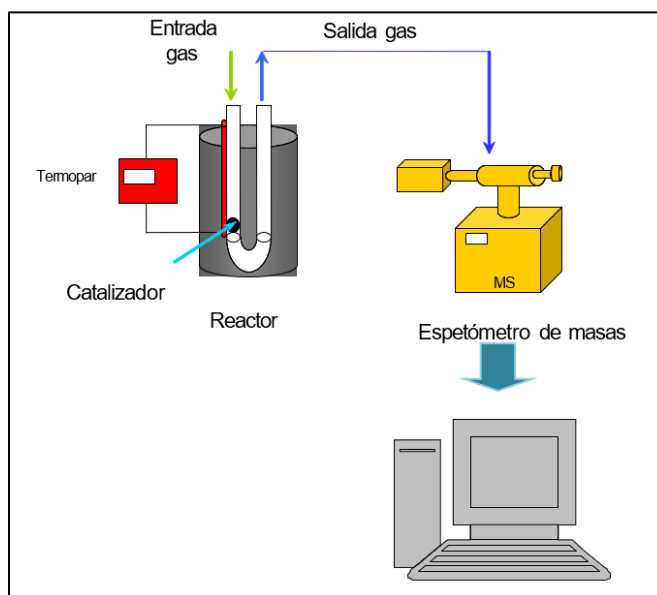 Entrada
gas
Salida gas
Termopar
Catalizador
Reactor
MS
Espetómetro de masas